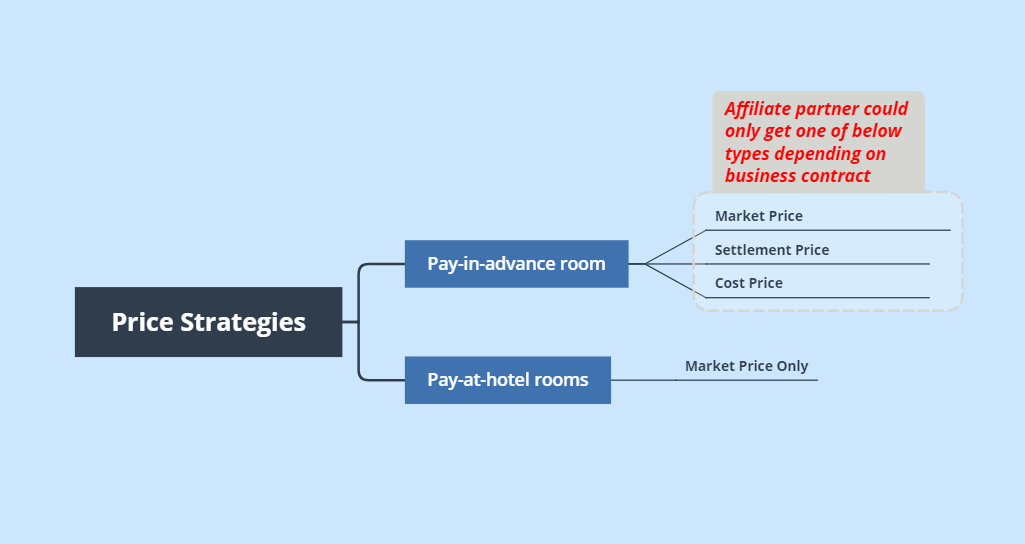 Affiliate partner could
only get one of below
types depending on
business contract
Market Price
Settlement Price
Cost Price
Pay-in-advance room
Price Strategies
Pay-at-hotel rooms
Market Price Only